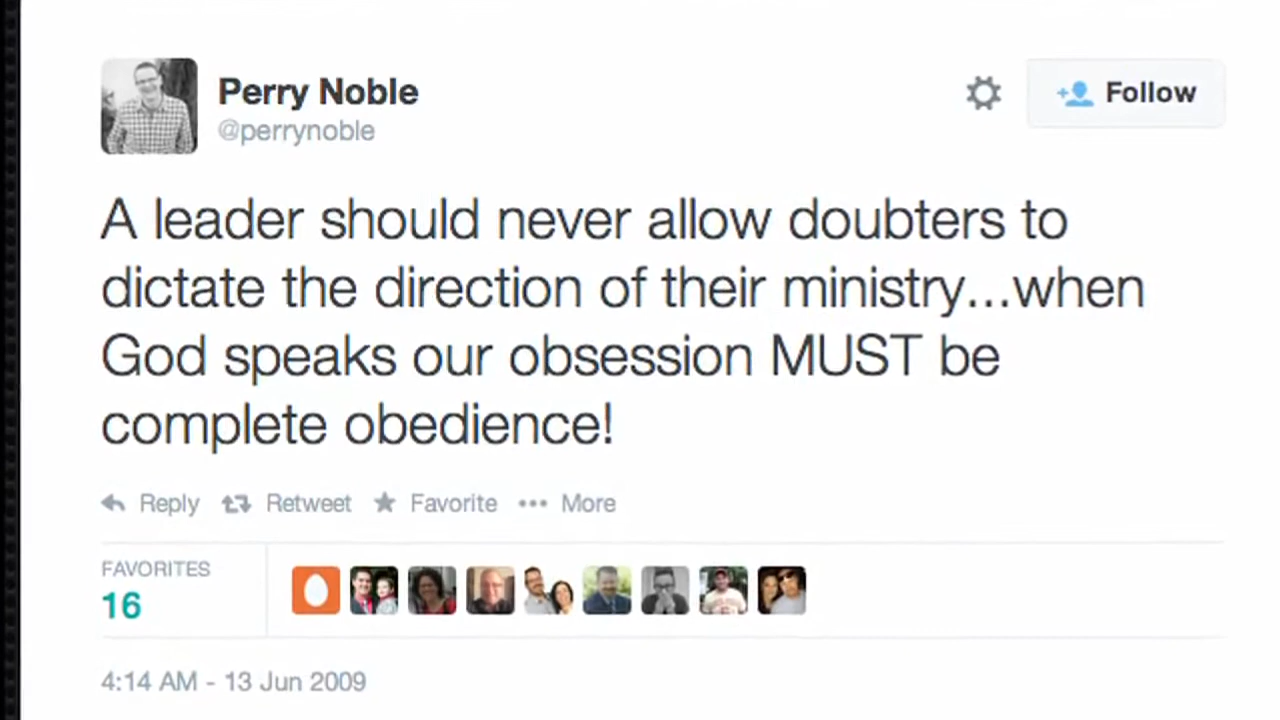 Perry Noble
@perrynoble
Follow
A leader should never allow doubters to
dictate the direction of their ministry...when
God speaks our obsession MUST be
complete obedience!
Reply Retweet Favorite More
FAVORITES
16
4:14 AM - 13 Jun 2009